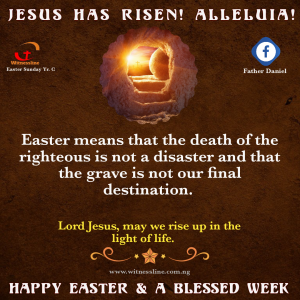 JESUS HAS RISEN! ALLELUIA!
Witnessline
Easter Sunday Yr. C
Father Daniel
Easter means that the death of the
righteous is not a disaster and that
the grave is not our final
destination.
Lord Jesus, may we rise up in the
light of life.
www.witnessline.com.ng
HAPPY EASTER & A BLESSED WEEK